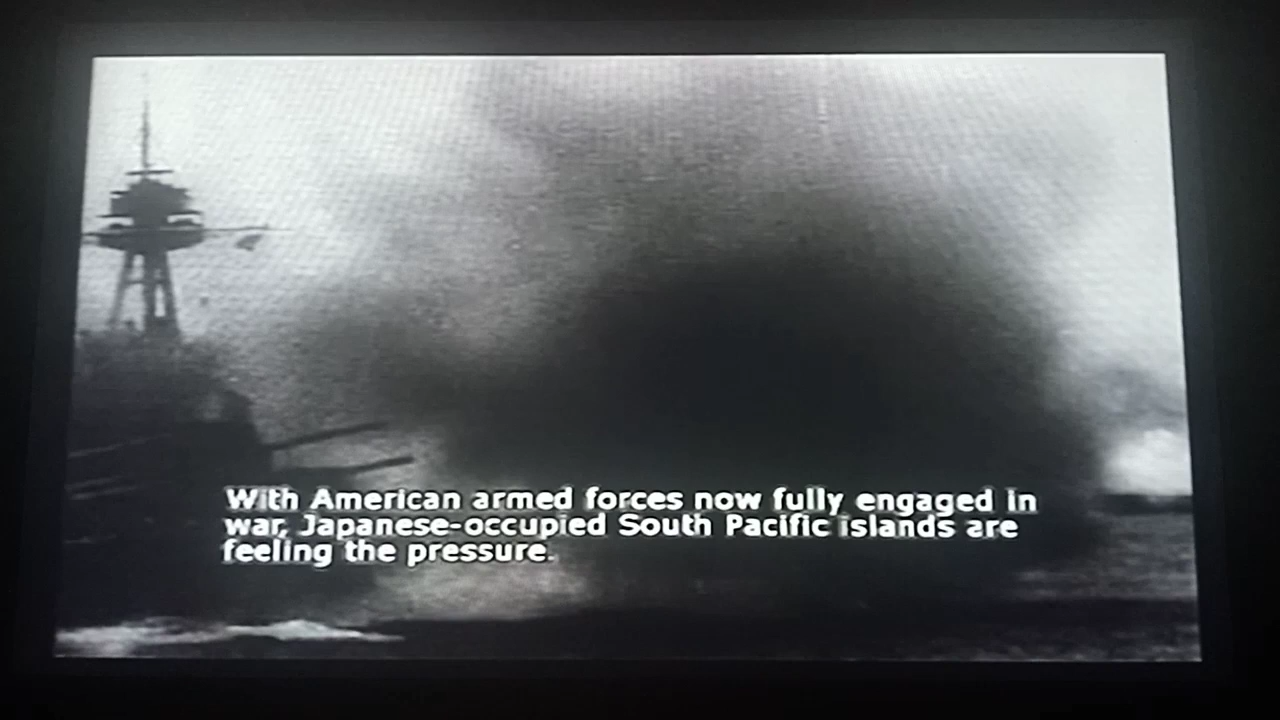 With American armed forces now fully engaged in
war, Japanese-occupied South Pacific islands are
feeling the pressure.